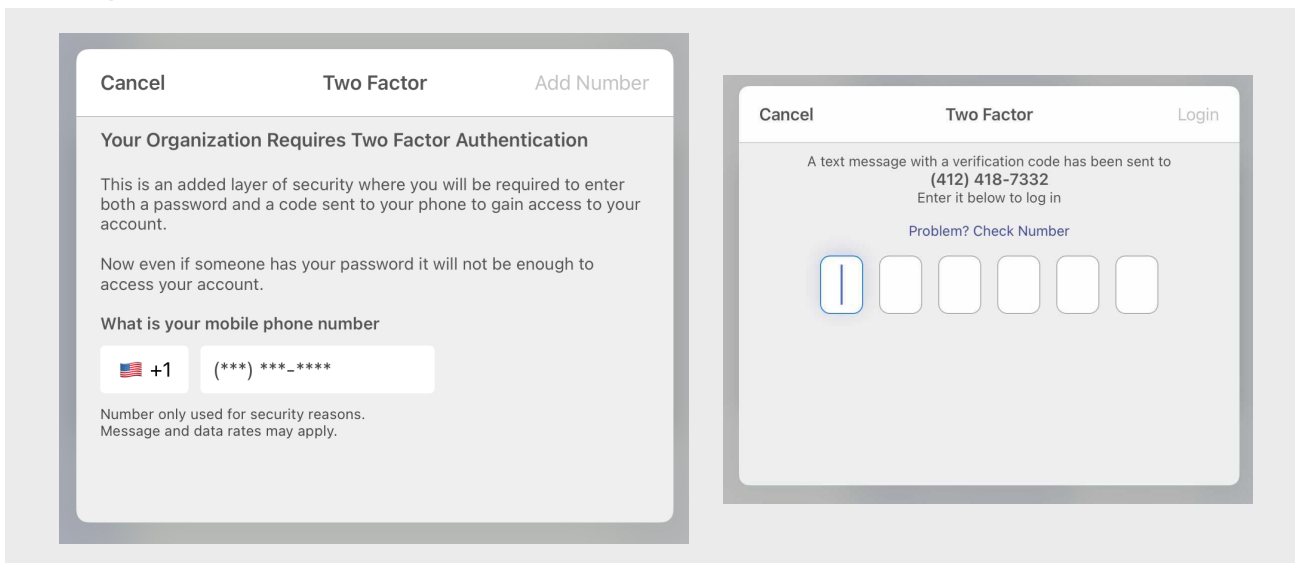 Cancel Two Factor Add Number
Your Organization Requires Two Factor Authentication
This is an added layer of security where you will be required to enter
both a password and a code sent to your phone to gain access to your
account.
Now even if someone has your password it will not be enough to
access your account.
What is your mobile phone number
+1 (***) ***-****
Number only used for security reasons.
Message and data rates may apply.
Cancel Two Factor Login
A text message with a verification code has been sent to
(412) 418-7332
Enter it below to log in
Problem? Check Number